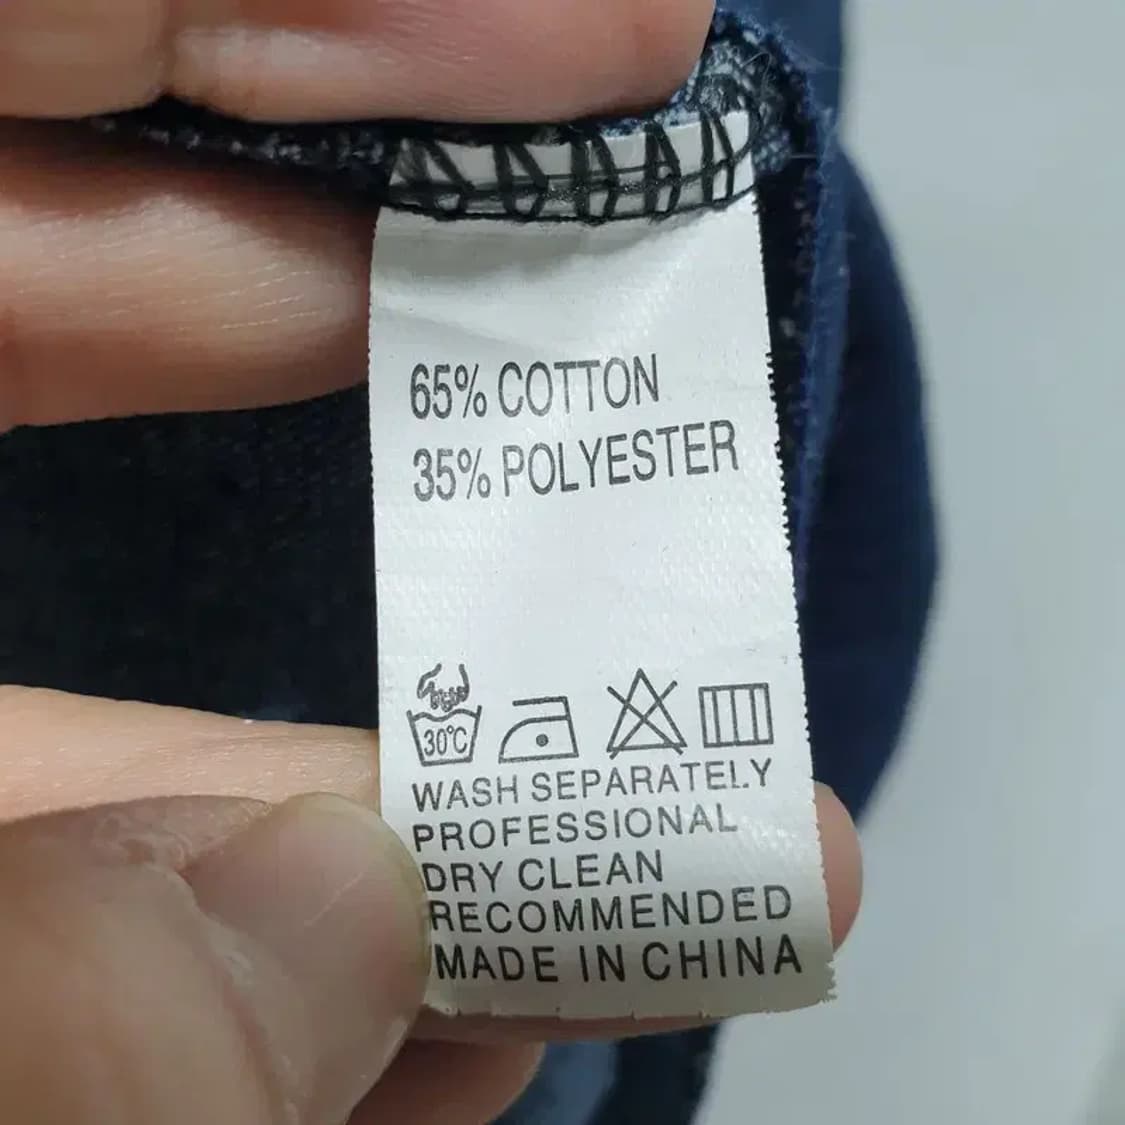 65% COTTON
35% POLYESTER
30°C
WASH SEPARATELY
PROFESSIONAL
DRY CLEAN
RECOMMENDED
MADE IN CHINA